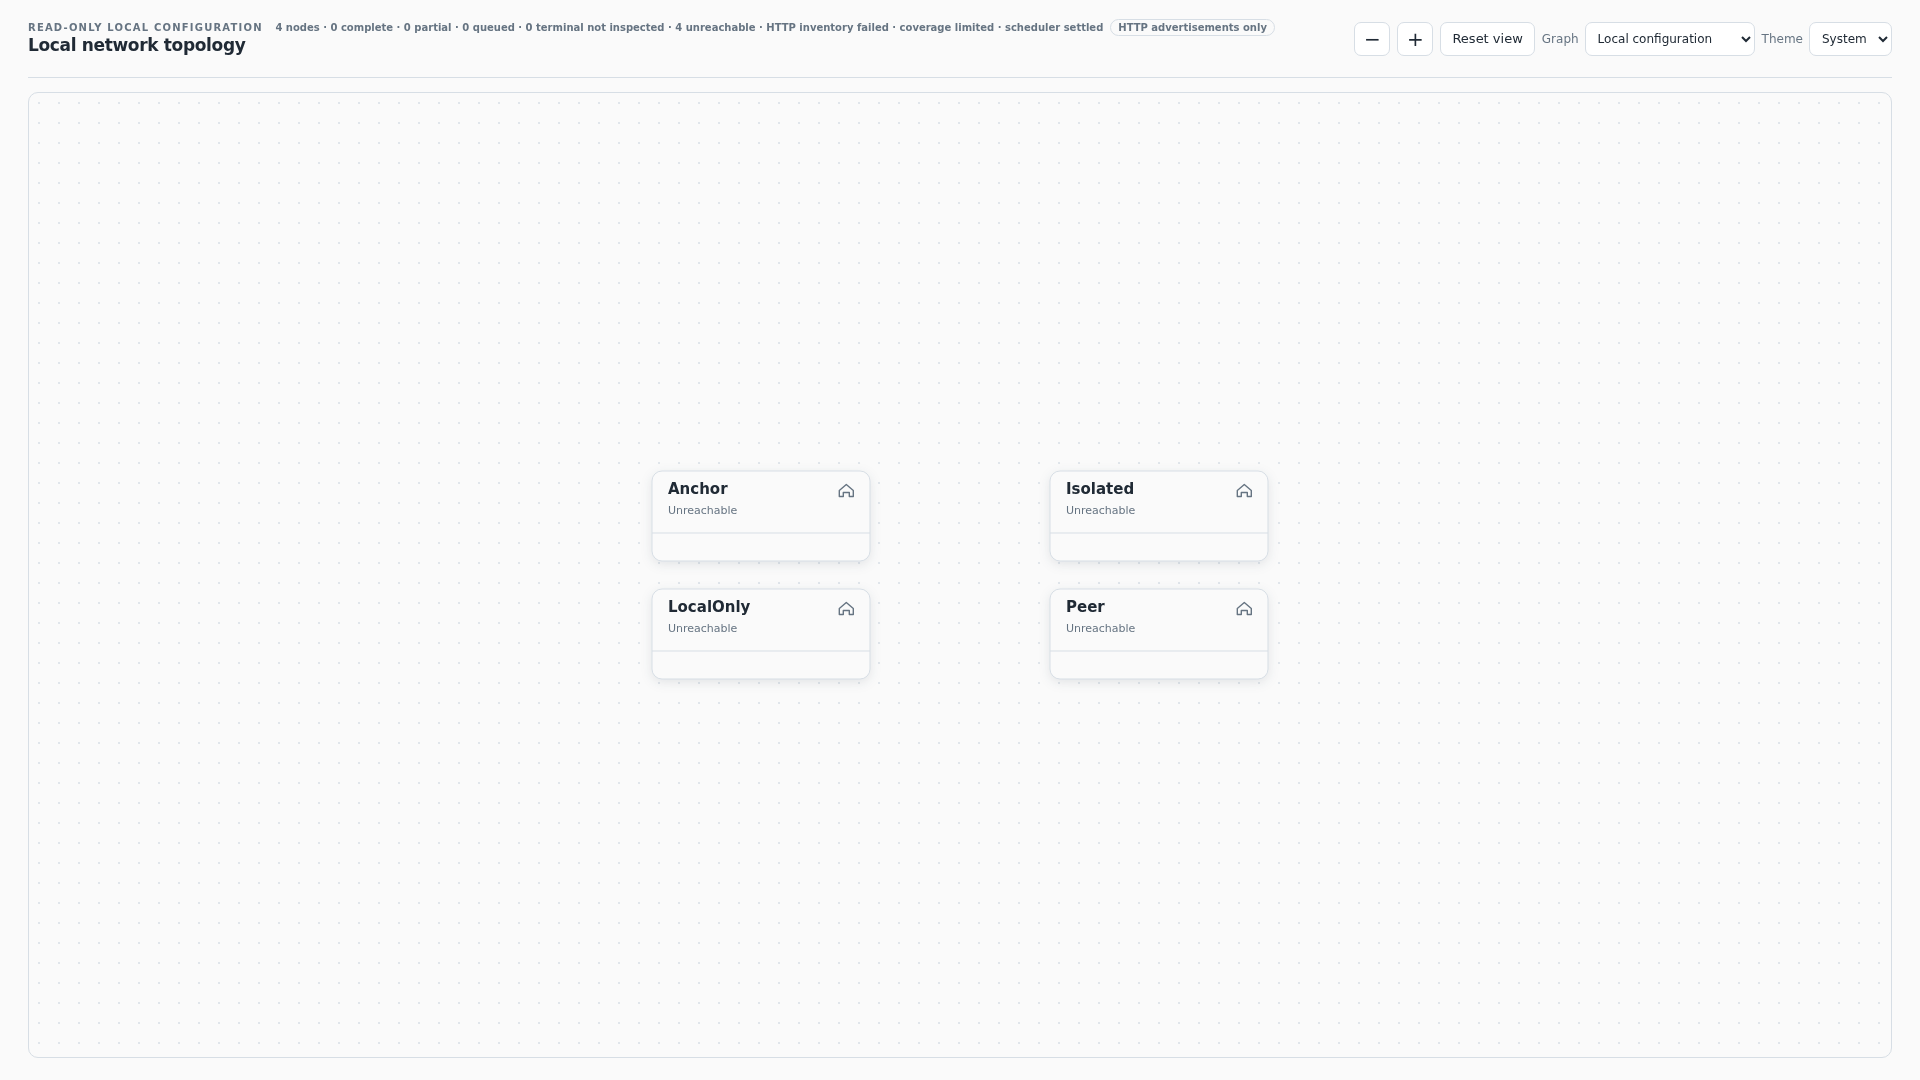 READ-ONLY LOCAL CONFIGURATION 4 nodes · 0 complete · 0 partial · 0 queued · 0 terminal not inspected · 4 unreachable · HTTP inventory failed · coverage limited · scheduler settled HTTP advertisements only
Local network topology
− + Reset view Graph Local configuration Theme System
Anchor
Unreachable
Isolated
Unreachable
LocalOnly
Unreachable
Peer
Unreachable